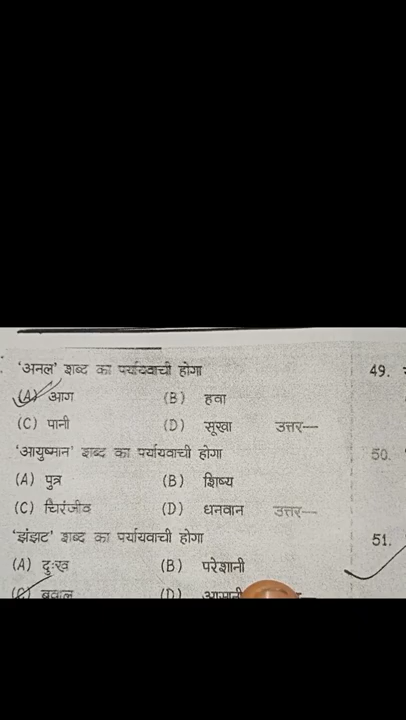 'अनल' शब्द का पर्यायवाची होगा
49.
(A) आग (B) हवा
(C) पानी (D) सूखा उत्तर—
'आयुष्मान' शब्द का पर्यायवाची होगा
50.
(A) पुत्र (B) शिष्य
(C) चिरंजीव (D) धनवान उत्तर—
'झंझट' शब्द का पर्यायवाची होगा
51.
(A) दुःख (B) परेशानी
(C) बवाल (D)